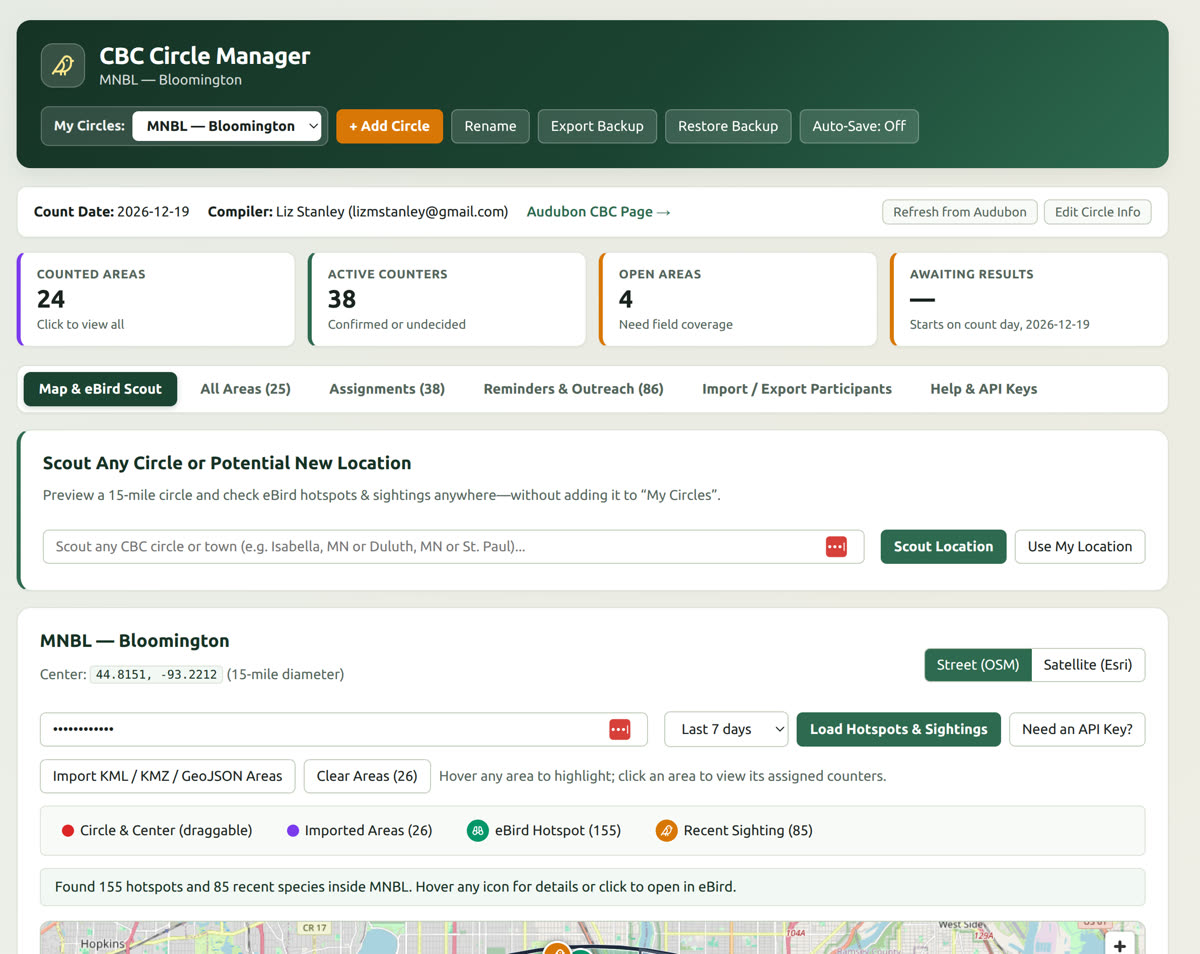 CBC Circle Manager
MNBL — Bloomington
My Circles: MNBL — Bloomington + Add Circle Rename Export Backup Restore Backup Auto-Save: Off
Count Date: 2026-12-19 Compiler: Liz Stanley (lizmstanley@gmail.com) Audubon CBC Page → Refresh from Audubon Edit Circle Info
COUNTED AREAS ACTIVE COUNTERS OPEN AREAS AWAITING RESULTS
24 38 4 —
Click to view all Confirmed or undecided Need field coverage Starts on count day, 2026-12-19
Map & eBird Scout All Areas (25) Assignments (38) Reminders & Outreach (86) Import / Export Participants Help & API Keys
Scout Any Circle or Potential New Location
Preview a 15-mile circle and check eBird hotspots & sightings anywhere—without adding it to “My Circles”.
Scout any CBC circle or town (e.g. Isabella, MN or Duluth, MN or St. Paul)... Scout Location Use My Location
MNBL — Bloomington
Center: 44.8151, -93.2212 (15-mile diameter) Street (OSM) Satellite (Esri)
•••••••••••• Last 7 days Load Hotspots & Sightings Need an API Key?
Import KML / KMZ / GeoJSON Areas Clear Areas (26) Hover any area to highlight; click an area to view its assigned counters.
Circle & Center (draggable) Imported Areas (26) eBird Hotspot (155) Recent Sighting (85)
Found 155 hotspots and 85 recent species inside MNBL. Hover any icon for details or click to open in eBird.
CR 17 West Side
Hopkins 104A 129A +